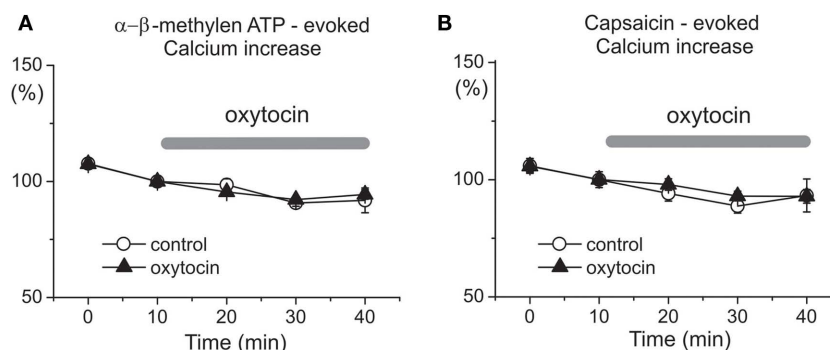 A
α–β-methylen ATP - evoked
Calcium increase
150
(%)
100
50
oxytocin
control
oxytocin
0 10 20 30 40
Time (min)
B
Capsaicin - evoked
Calcium increase
150
(%)
100
50
oxytocin
control
oxytocin
0 10 20 30 40
Time (min)